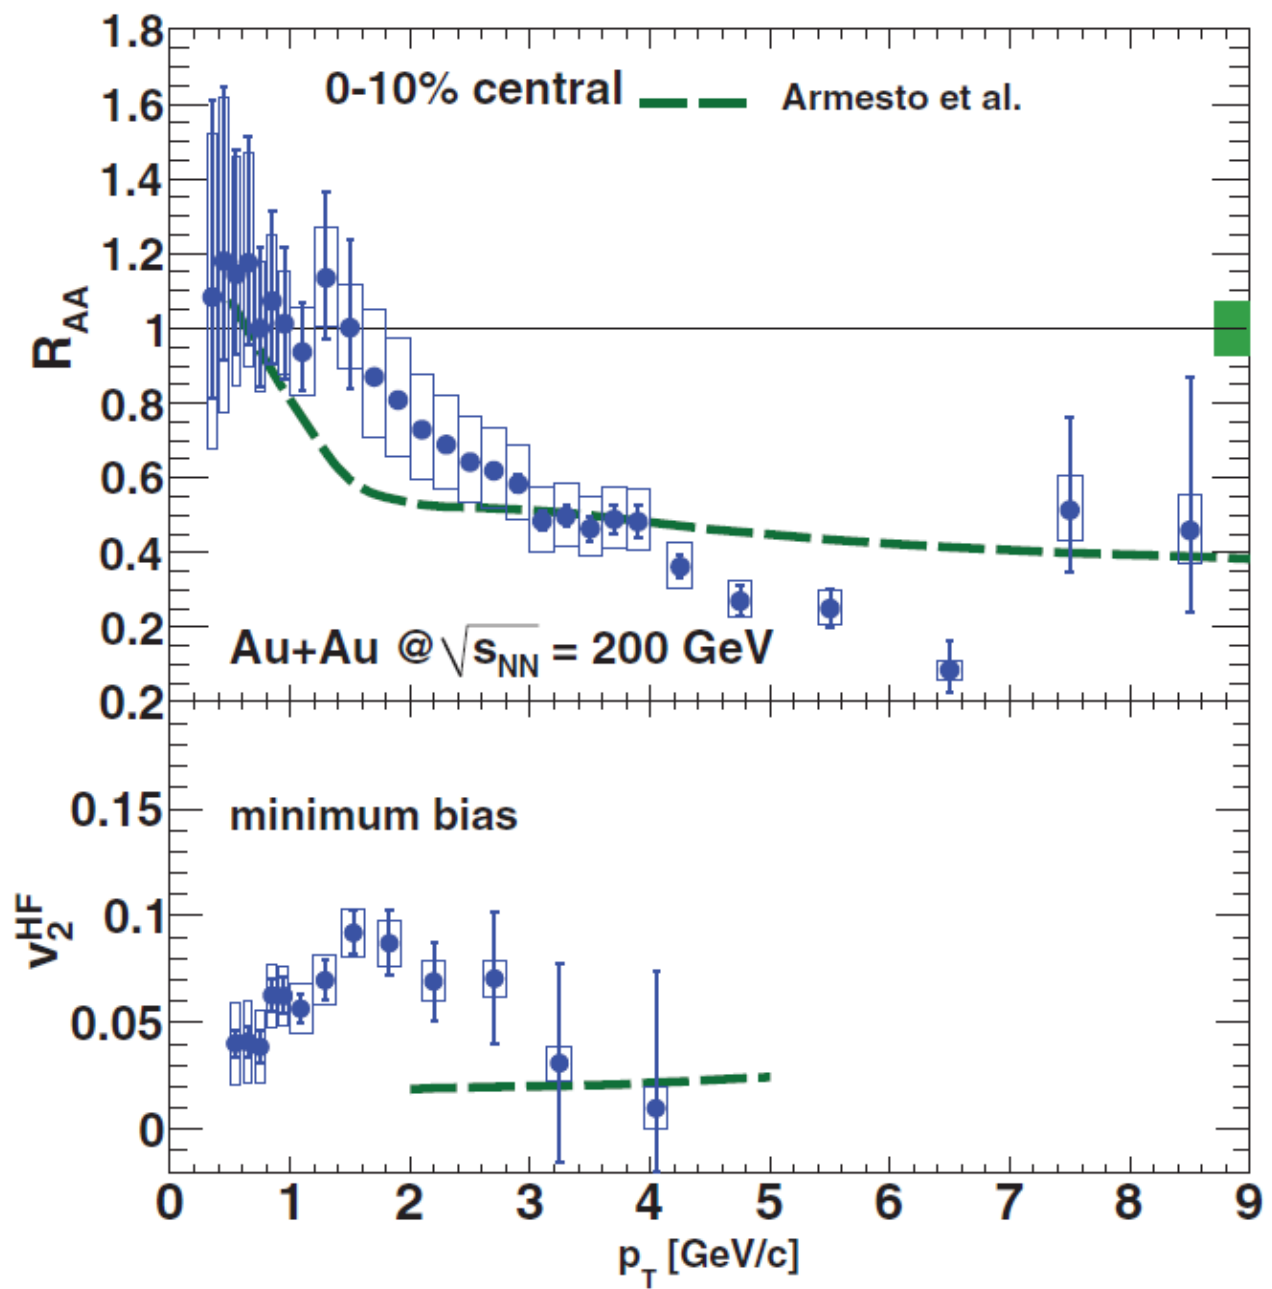 1.8
0-10% central
Armesto et al.
1.6
1.4
1.2
R_AA
1
0.8
0.6
0.4
0.2
Au+Au @ √s_NN = 200 GeV
0.2
minimum bias
0.15
0.1
v_2^HF
0.05
0
0 1 2 3 4 5 6 7 8 9
p_T [GeV/c]